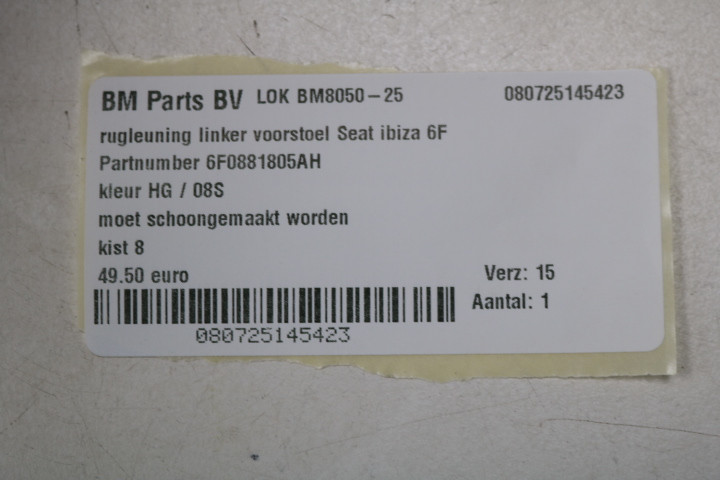 BM Parts BV LOK BM8050-25 080725145423
rugleuning linker voorstoel Seat ibiza 6F
Partnumber 6F0881805AH
kleur HG / 08S
moet schoongemaakt worden
kist 8
49.50 euro Verz: 15
Aantal: 1
080725145423